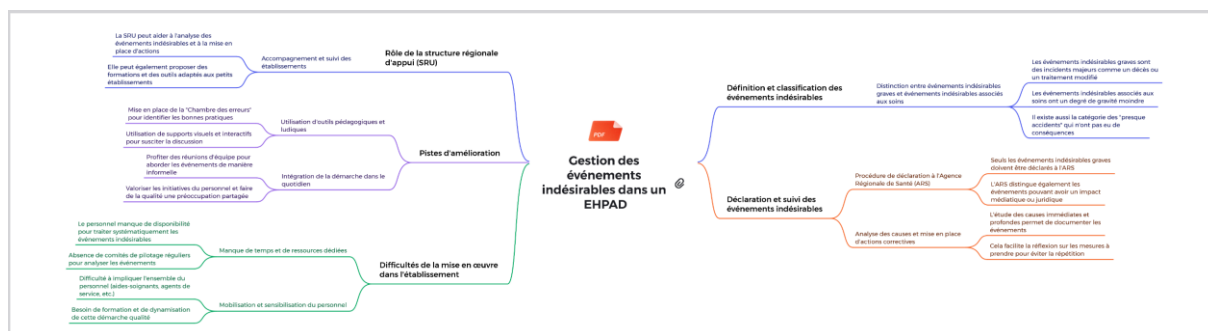 La SRU peut aider à l'analyse des
événements indésirables et à la mise en
place d'actions
Elle peut également proposer des
formations et des outils adaptés aux petits
établissements
Accompagnement et suivi des
établissements
Rôle de la structure régionale
d'appui (SRU)
Mise en place de la "Chambre des erreurs"
pour identifier les bonnes pratiques
Utilisation de supports visuels et interactifs
pour susciter la discussion
Utilisation d'outils pédagogiques et
ludiques
Profiter des réunions d'équipe pour
aborder les événements de manière
informelle
Valoriser les initiatives du personnel et faire
de la qualité une préoccupation partagée
Intégration de la démarche dans le
quotidien
Pistes d'amélioration
Le personnel manque de disponibilité
pour traiter systématiquement les
événements indésirables
Absence de comités de pilotage réguliers
pour analyser les événements
Manque de temps et de ressources dédiées
Difficulté à impliquer l'ensemble du
personnel (aides-soignants, agents de
service, etc.)
Besoin de formation et de dynamisation
de cette démarche qualité
Mobilisation et sensibilisation du personnel
Difficultés de la mise en œuvre
dans l'établissement
PDF
Gestion des
événements
indésirables dans un
EHPAD
Définition et classification des
événements indésirables
Distinction entre événements indésirables
graves et événements indésirables associés
aux soins
Les événements indésirables graves sont
des incidents majeurs comme un décès ou
un traitement modifié
Les événements indésirables associés aux
soins ont un degré de gravité moindre
Il existe aussi la catégorie des "presque
accidents" qui n'ont pas eu de
conséquences
Déclaration et suivi des
événements indésirables
Procédure de déclaration à l'Agence
Régionale de Santé (ARS)
Seuls les événements indésirables graves
doivent être déclarés à l'ARS
L'ARS distingue également les
événements pouvant avoir un impact
médiatique ou juridique
Analyse des causes et mise en place
d'actions correctives
L'étude des causes immédiates et
profondes permet de documenter les
événements
Cela facilite la réflexion sur les mesures à
prendre pour éviter la répétition